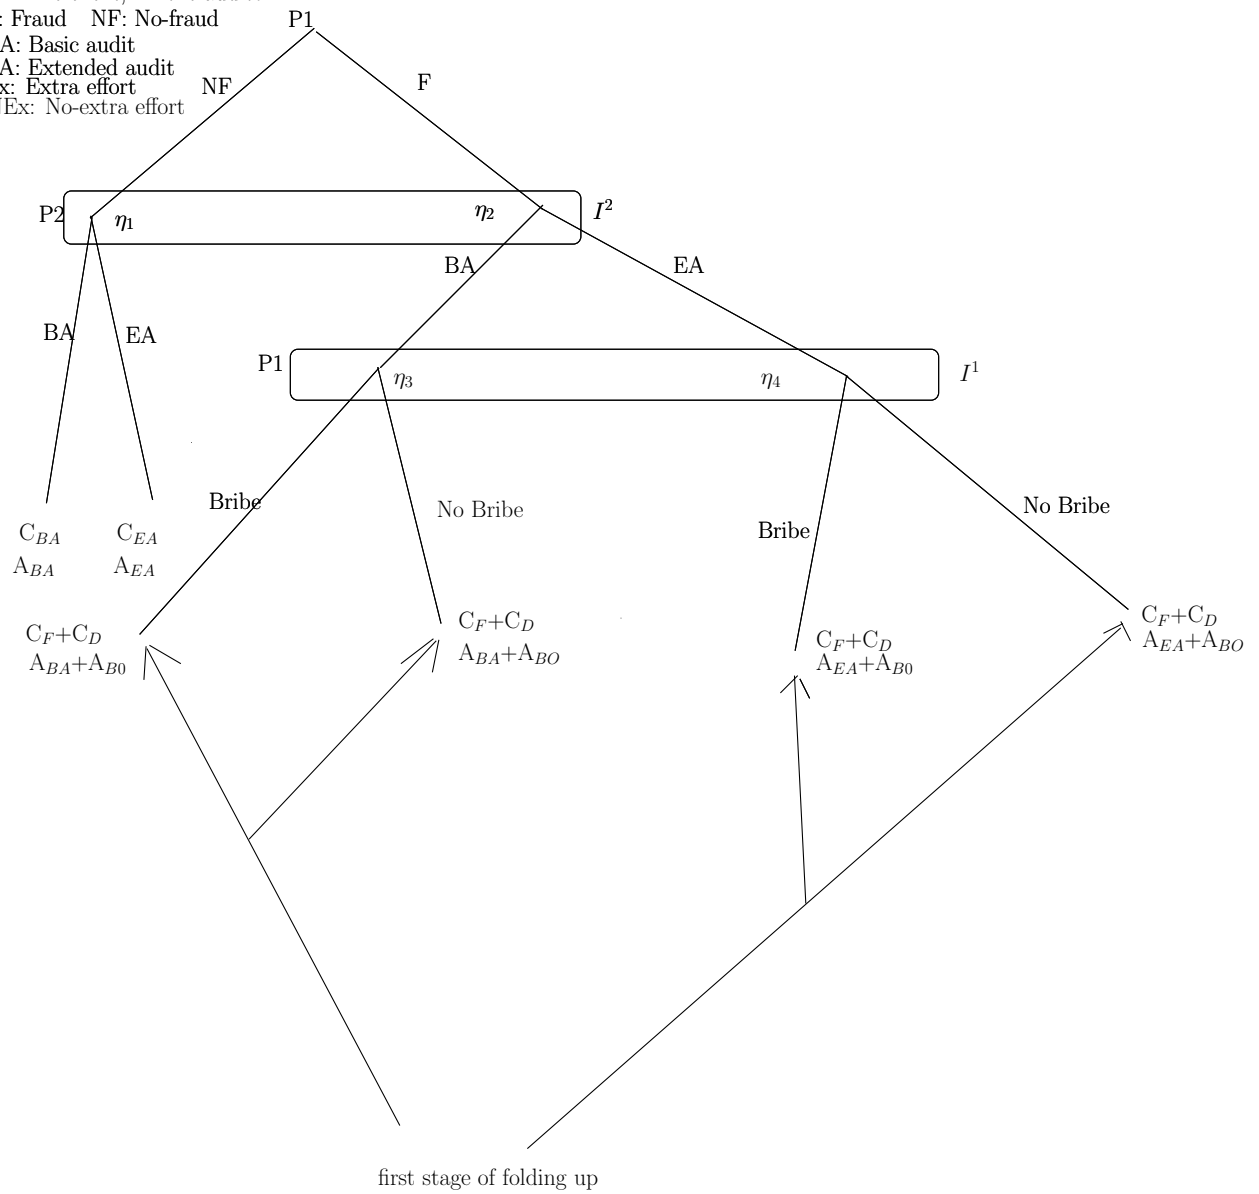 : Fraud NF: No-fraud
A: Basic audit
A: Extended audit
x: Extra effort
NEx: No-extra effort
P1
NF
F
P2
η1
η2
I2
BA
EA
BA
EA
P1
η3
η4
I1
Bribe
No Bribe
Bribe
No Bribe
CBA
ABA
CEA
AEA
CF+CD
ABA+AB0
CF+CD
ABA+ABO
CF+CD
AEA+AB0
CF+CD
AEA+ABO
first stage of folding up